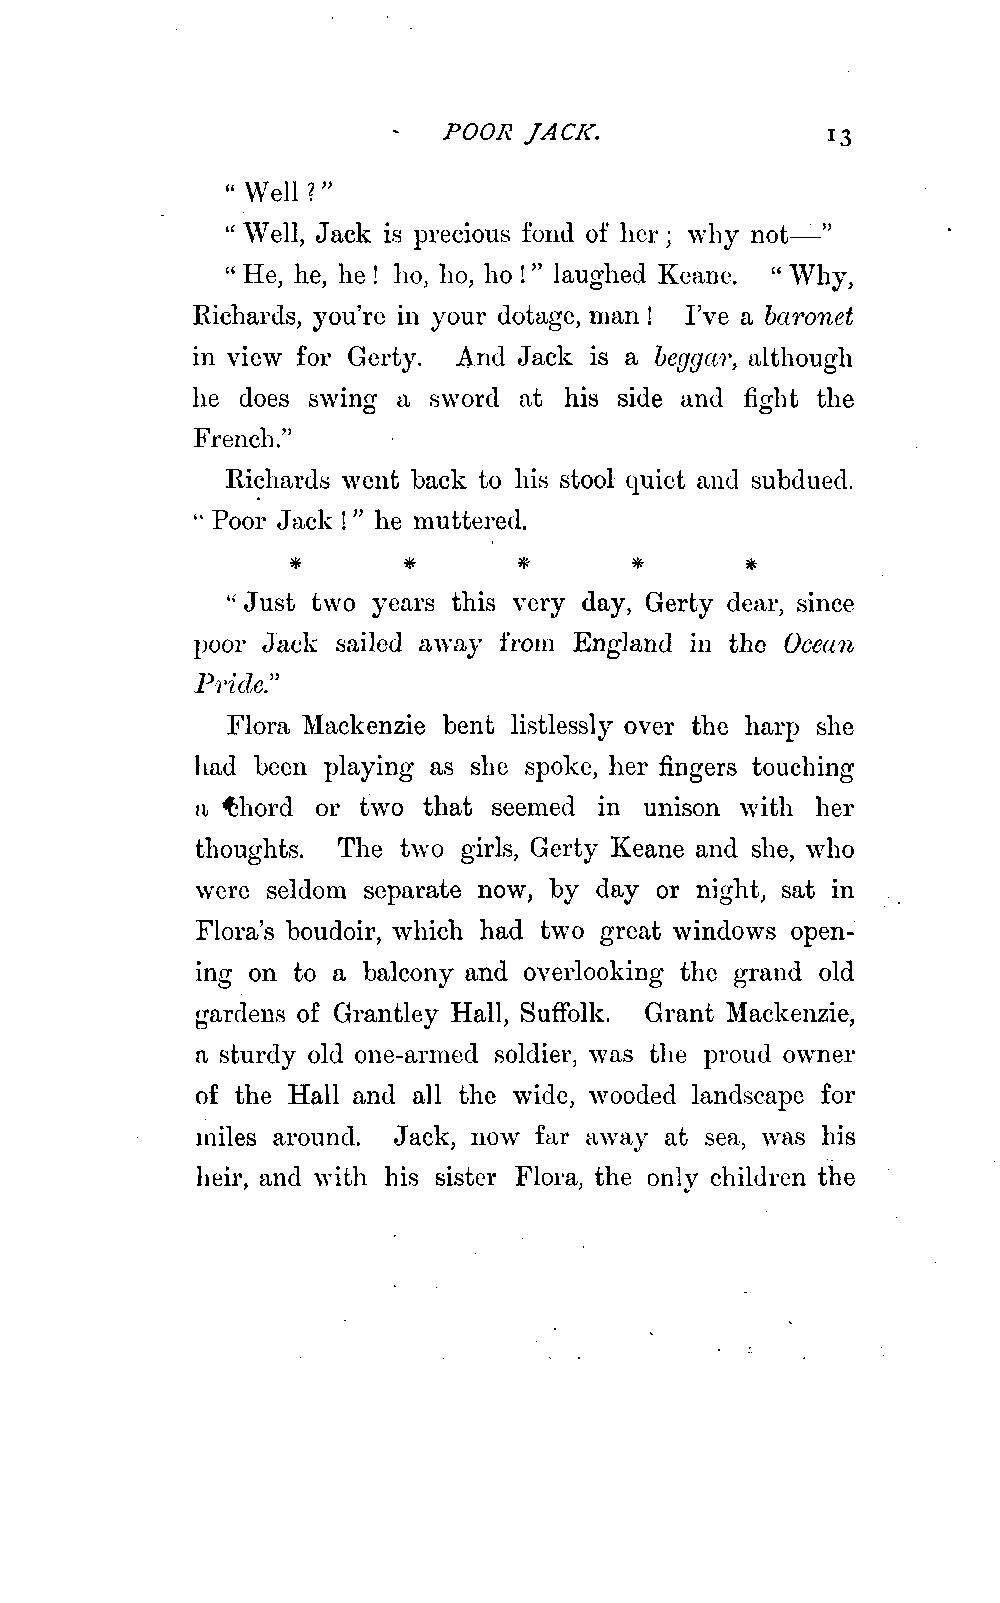 POOR JACK. 13
“ Well ? ”
“ Well, Jack is precious fond of her ; why not—”
“ He, he, he ! ho, ho, ho ! ” laughed Keane. “ Why,
Richards, you're in your dotage, man ! I've a baronet
in view for Gerty. And Jack is a beggar, although
he does swing a sword at his side and fight the
French.”
Richards went back to his stool quiet and subdued.
“ Poor Jack ! ” he muttered.
* * * * *
“ Just two years this very day, Gerty dear, since
poor Jack sailed away from England in the Ocean
Pride.”
Flora Mackenzie bent listlessly over the harp she
had been playing as she spoke, her fingers touching
a chord or two that seemed in unison with her
thoughts. The two girls, Gerty Keane and she, who
were seldom separate now, by day or night, sat in
Flora's boudoir, which had two great windows open-
ing on to a balcony and overlooking the grand old
gardens of Grantley Hall, Suffolk. Grant Mackenzie,
a sturdy old one-armed soldier, was the proud owner
of the Hall and all the wide, wooded landscape for
miles around. Jack, now far away at sea, was his
heir, and with his sister Flora, the only children the